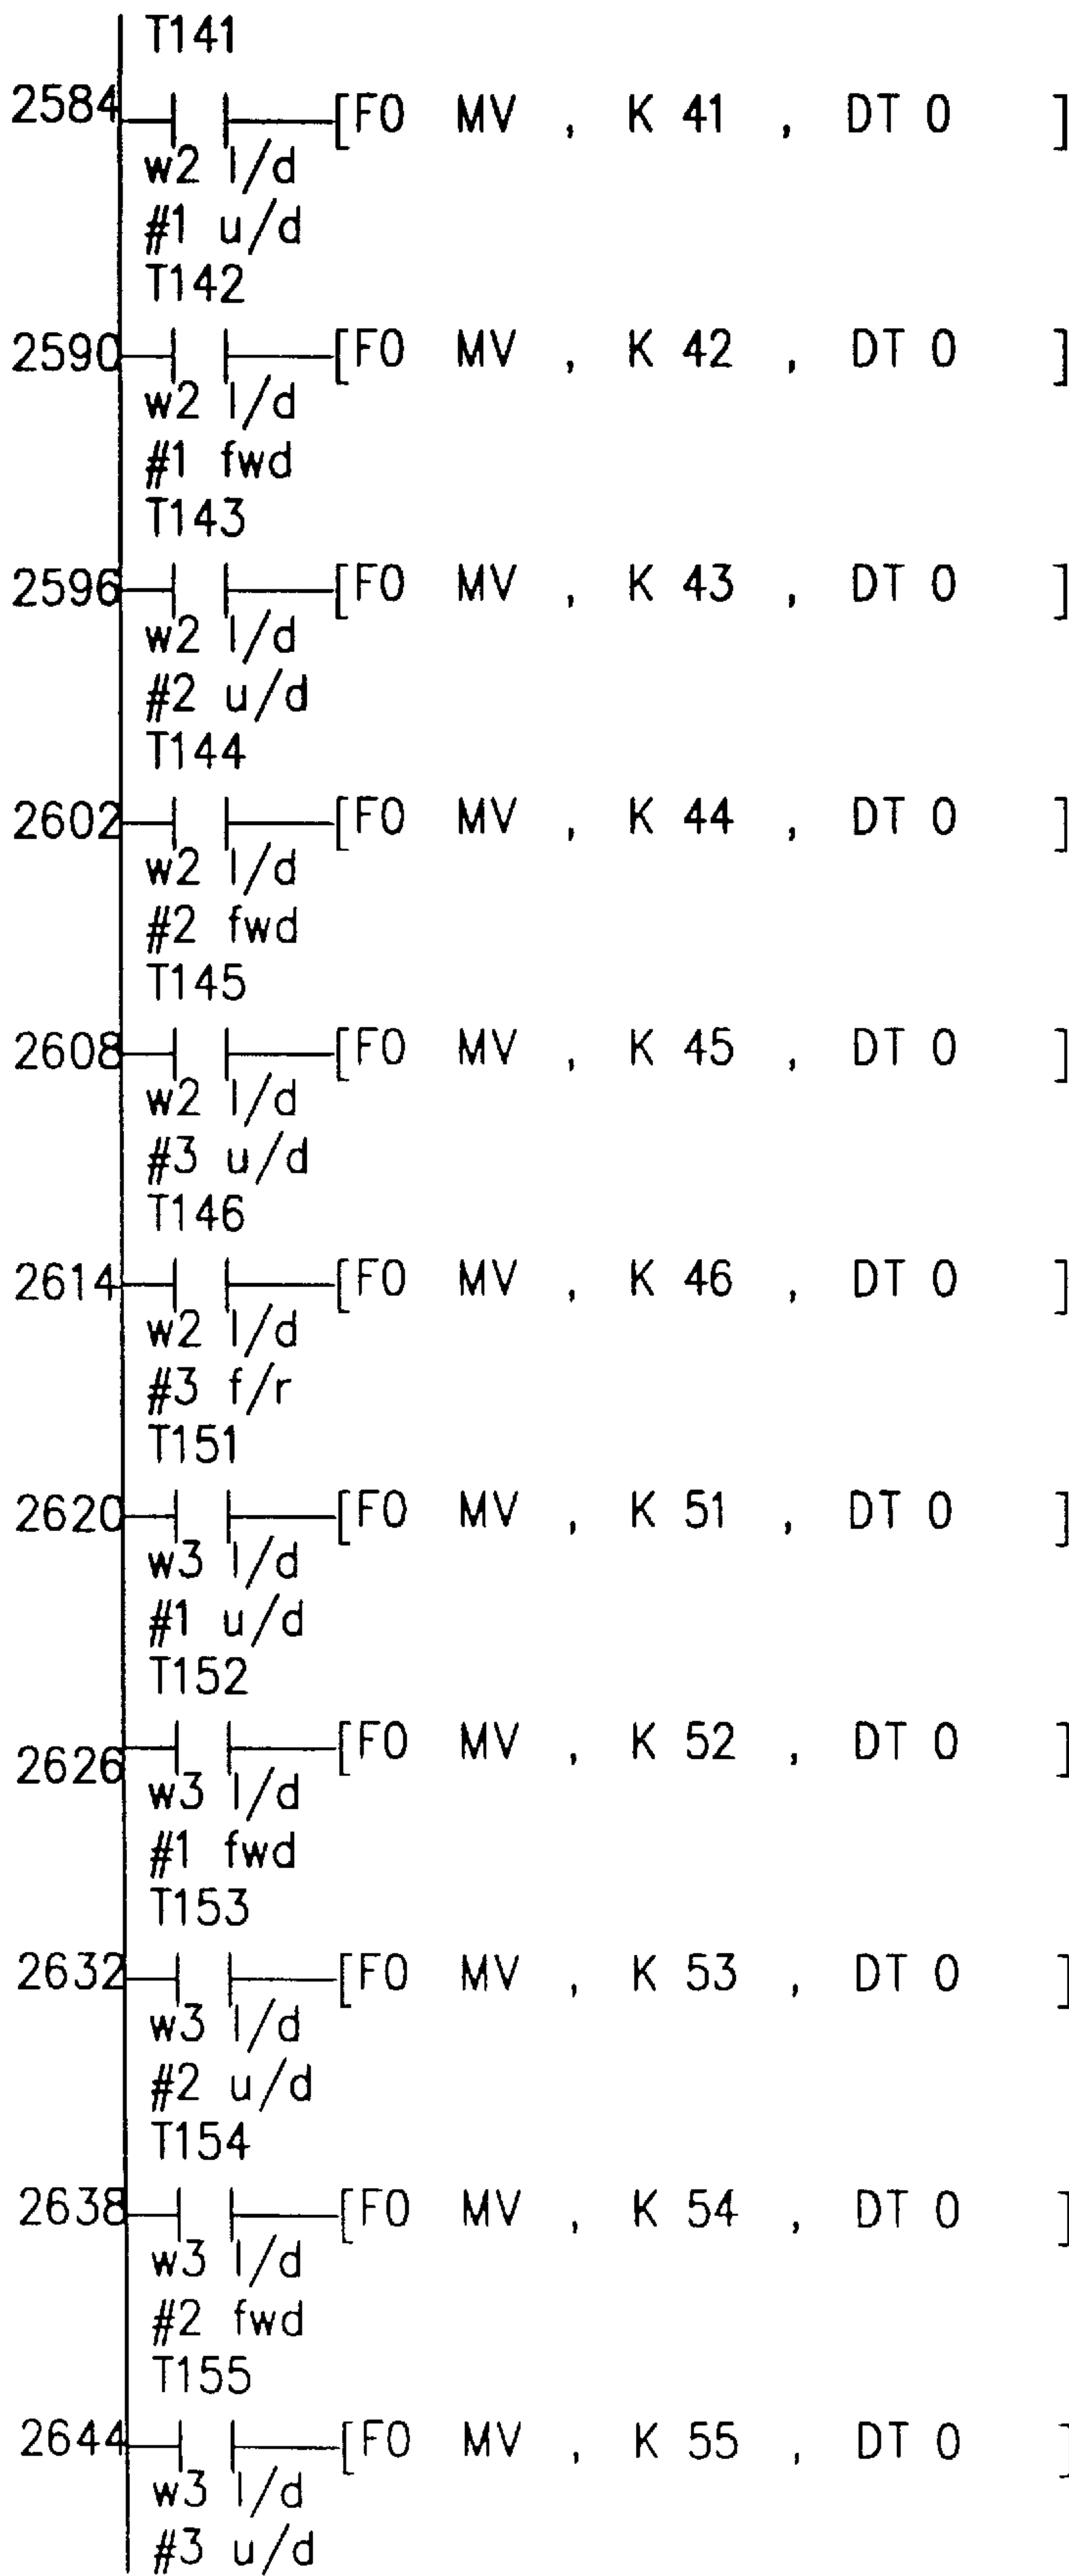 T141
2584 [F0 MV , K 41 , DT 0 ]
w2 l/d
#1 u/d
T142
2590 [F0 MV , K 42 , DT 0 ]
w2 l/d
#1 fwd
T143
2596 [F0 MV , K 43 , DT 0 ]
w2 l/d
#2 u/d
T144
2602 [F0 MV , K 44 , DT 0 ]
w2 l/d
#2 fwd
T145
2608 [F0 MV , K 45 , DT 0 ]
w2 l/d
#3 u/d
T146
2614 [F0 MV , K 46 , DT 0 ]
w2 l/d
#3 f/r
T151
2620 [F0 MV , K 51 , DT 0 ]
w3 l/d
#1 u/d
T152
2626 [F0 MV , K 52 , DT 0 ]
w3 l/d
#1 fwd
T153
2632 [F0 MV , K 53 , DT 0 ]
w3 l/d
#2 u/d
T154
2638 [F0 MV , K 54 , DT 0 ]
w3 l/d
#2 fwd
T155
2644 [F0 MV , K 55 , DT 0 ]
w3 l/d
#3 u/d